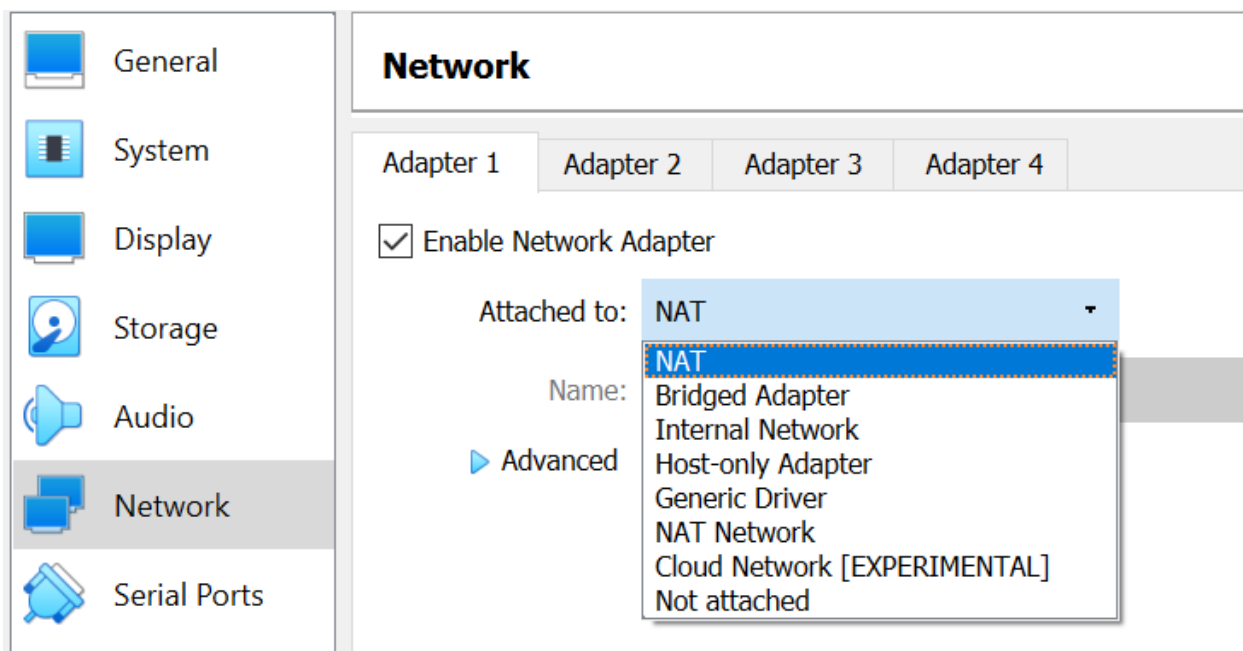 General
System
Display
Storage
Audio
Network
Serial Ports
Network
Adapter 1 Adapter 2 Adapter 3 Adapter 4
Enable Network Adapter
Attached to: NAT
NAT
Name:
Bridged Adapter
Internal Network
Advanced
Host-only Adapter
Generic Driver
NAT Network
Cloud Network [EXPERIMENTAL]
Not attached